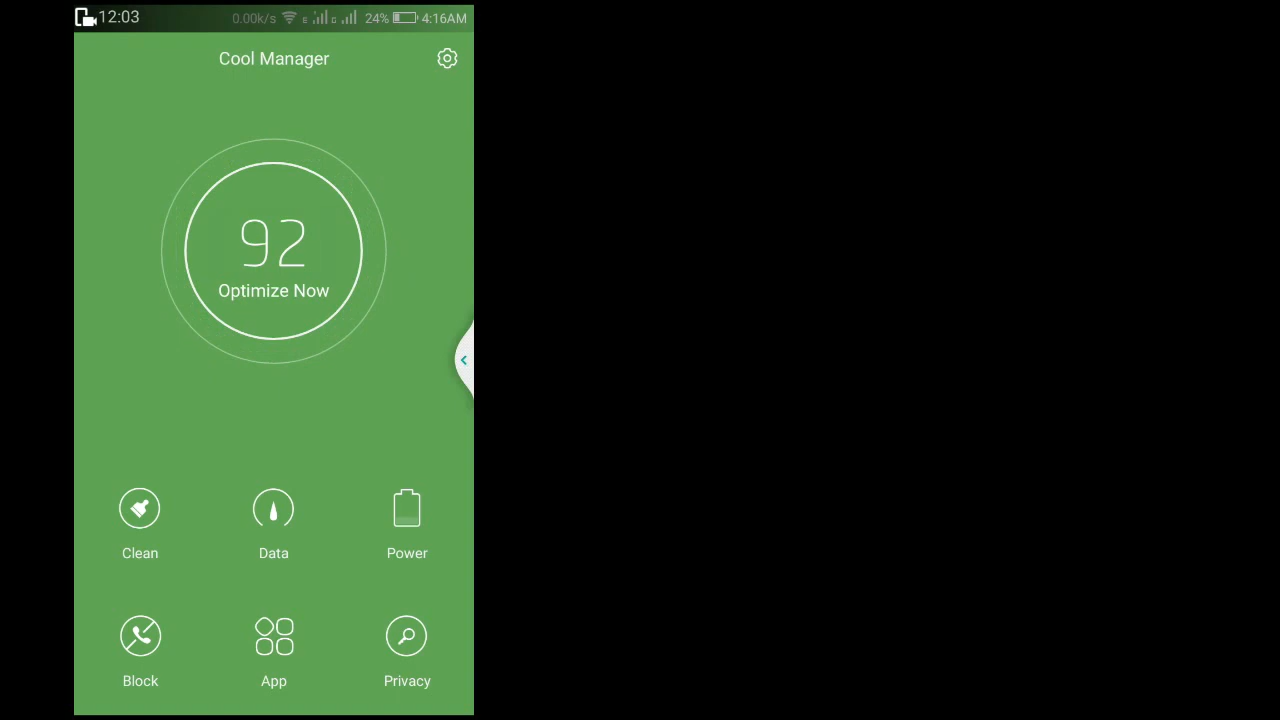 12:03 0.00k/s E G 24% 4:16AM
Cool Manager
92
Optimize Now
Clean Data Power
Block App Privacy